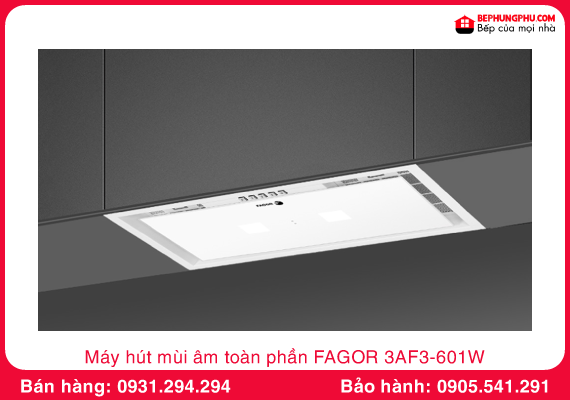 BEPHUNGPHU.COM
Bếp của mọi nhà
FAGOR
Máy hút mùi âm toàn phần FAGOR 3AF3-601W
Bán hàng: 0931.294.294
Bảo hành: 0905.541.291